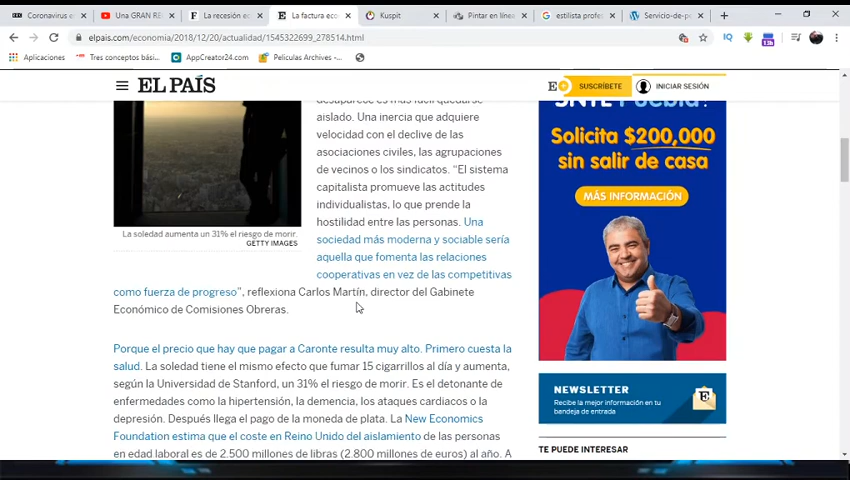 Coronavirus en
Una GRAN RE
La recesión ec
La factura eco
Kuspit
Pintar en línea
estilista profes
Servicio-de-pe
elpais.com/economia/2018/12/20/actualidad/1545322699_278514.html
Aplicaciones
Tres conceptos bási...
AppCreator24.com
Peliculas Archives -...
EL PAÍS
SUSCRÍBETE
INICIAR SESIÓN
desaparece es más fácil quedarse
aislado. Una inercia que adquiere
velocidad con el declive de las
asociaciones civiles, las agrupaciones
de vecinos o los sindicatos. “El sistema
capitalista promueve las actitudes
individualistas, lo que prende la
hostilidad entre las personas. Una
sociedad más moderna y sociable sería
aquella que fomenta las relaciones
cooperativas en vez de las competitivas
como fuerza de progreso”, reflexiona Carlos Martín, director del Gabinete
Económico de Comisiones Obreras.
La soledad aumenta un 31% el riesgo de morir.
GETTY IMAGES
Porque el precio que hay que pagar a Caronte resulta muy alto. Primero cuesta la
salud. La soledad tiene el mismo efecto que fumar 15 cigarrillos al día y aumenta,
según la Universidad de Stanford, un 31% el riesgo de morir. Es el detonante de
enfermedades como la hipertensión, la demencia, los ataques cardiacos o la
depresión. Después llega el pago de la moneda de plata. La New Economics
Foundation estima que el coste en Reino Unido del aislamiento de las personas
en edad laboral es de 2.500 millones de libras (2.800 millones de euros) al año. A
SNTE Puebla?
Solicita $200,000
sin salir de casa
MÁS INFORMACIÓN
NEWSLETTER
Recibe la mejor información en tu
bandeja de entrada
TE PUEDE INTERESAR